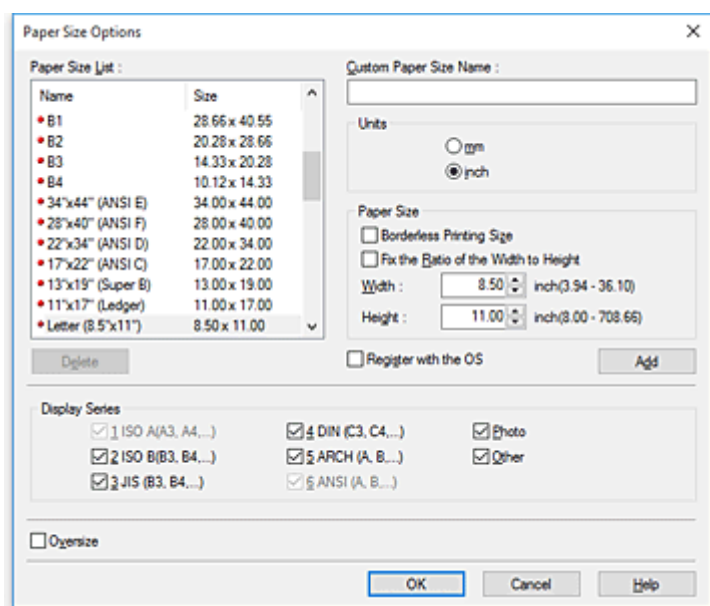 Paper Size Options
Paper Size List :
Name Size
B1 28.66 x 40.55
B2 20.28 x 28.66
B3 14.33 x 20.28
B4 10.12 x 14.33
34"x44" (ANSI E) 34.00 x 44.00
28"x40" (ANSI F) 28.00 x 40.00
22"x34" (ANSI D) 22.00 x 34.00
17"x22" (ANSI C) 17.00 x 22.00
13"x19" (Super B) 13.00 x 19.00
11"x17" (Ledger) 11.00 x 17.00
Letter (8.5"x11") 8.50 x 11.00
Delete
Custom Paper Size Name :
Units
mm
inch
Paper Size
Borderless Printing Size
Fix the Ratio of the Width to Height
Width : 8.50 inch(3.94 - 36.10)
Height : 11.00 inch(8.00 - 708.66)
Register with the OS Add
Display Series
1 ISO A(A3, A4,...) 4 DIN (C3, C4,...) Photo
2 ISO B(B3, B4,...) 5 ARCH (A, B,...) Other
3 JIS (B3, B4,...) 6 ANSI (A, B,...)
Oversize
OK Cancel Help